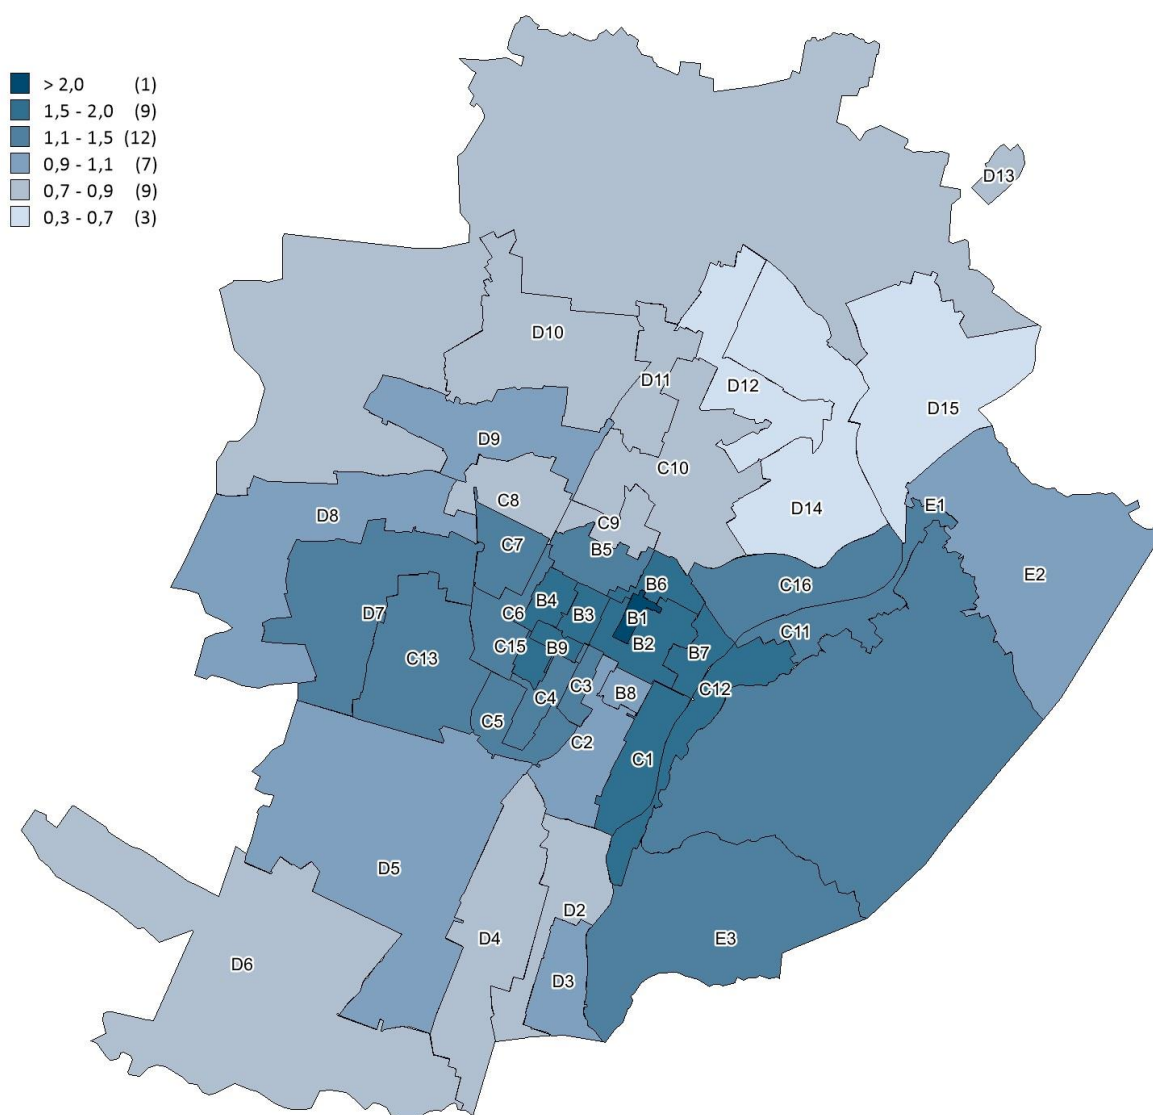 > 2,0 (1)
1,5 - 2,0 (9)
1,1 - 1,5 (12)
0,9 - 1,1 (7)
0,7 - 0,9 (9)
0,3 - 0,7 (3)
D13
D10
D11
D12
D15
D9
C10
C8
D14
E1
D8
C9
C7
B5
E2
B6
C16
B4
D7
C6
B3
B1
C11
C15
B9
B2
B7
C13
C3
B8
C12
C4
C5
C2
C1
D5
D2
D4
E3
D6
D3